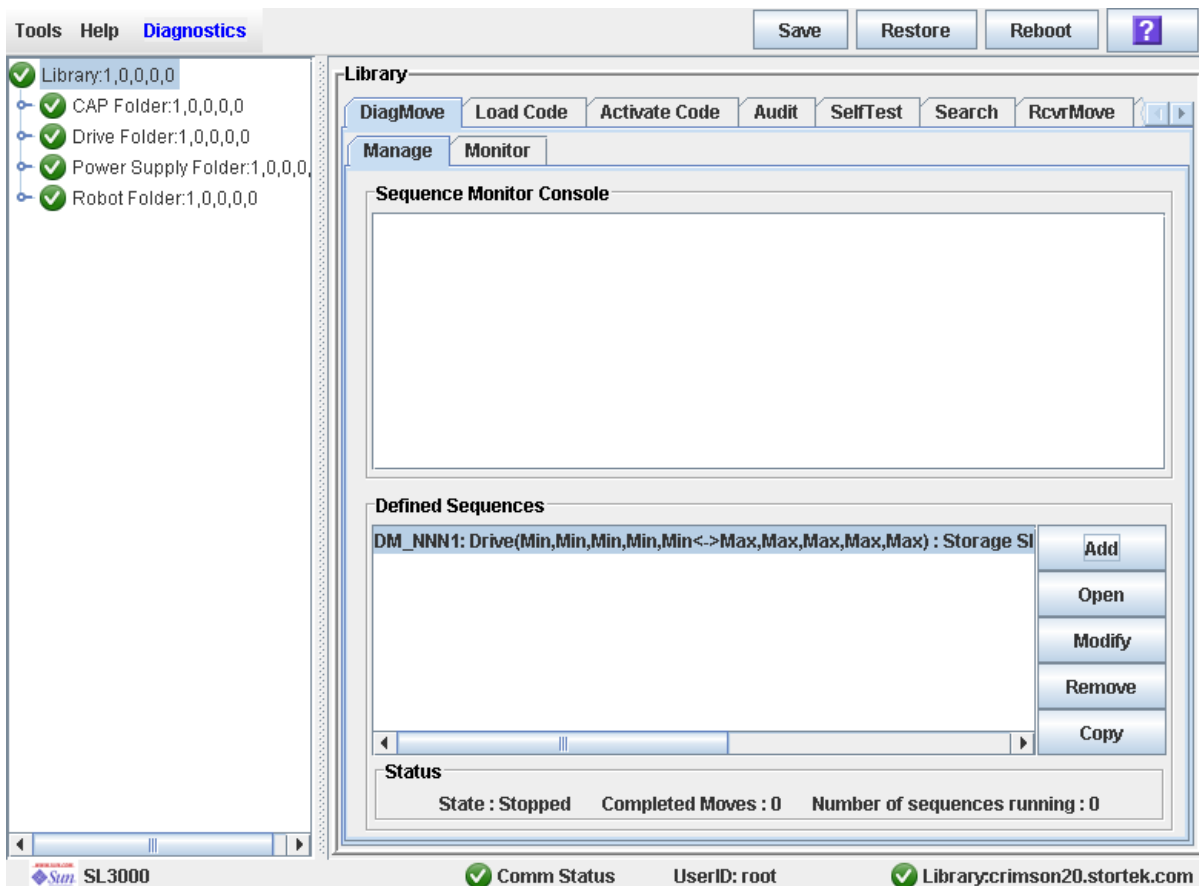 Tools Help Diagnostics Save Restore Reboot ?
Library:1,0,0,0,0
CAP Folder:1,0,0,0,0
Drive Folder:1,0,0,0,0
Power Supply Folder:1,0,0,0,
Robot Folder:1,0,0,0,0
Library
DiagMove Load Code Activate Code Audit SelfTest Search RcvrMove
Manage Monitor
Sequence Monitor Console
Defined Sequences
DM_NNN1: Drive(Min,Min,Min,Min,Min<->Max,Max,Max,Max,Max) : Storage Sl
Add
Open
Modify
Remove
Copy
Status
State : Stopped Completed Moves : 0 Number of sequences running : 0
Sun SL3000 Comm Status UserID: root Library:crimson20.stortek.com